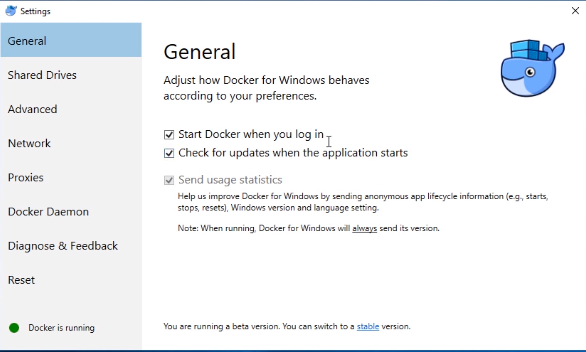 Settings
General
Shared Drives
Advanced
Network
Proxies
Docker Daemon
Diagnose & Feedback
Reset
Docker is running
General
Adjust how Docker for Windows behaves
according to your preferences.
Start Docker when you log in
Check for updates when the application starts
Send usage statistics
Help us improve Docker for Windows by sending anonymous app lifecycle information (e.g., starts,
stops, resets), Windows version and language setting.
Note: When running, Docker for Windows will always send its version.
You are running a beta version. You can switch to a stable version.